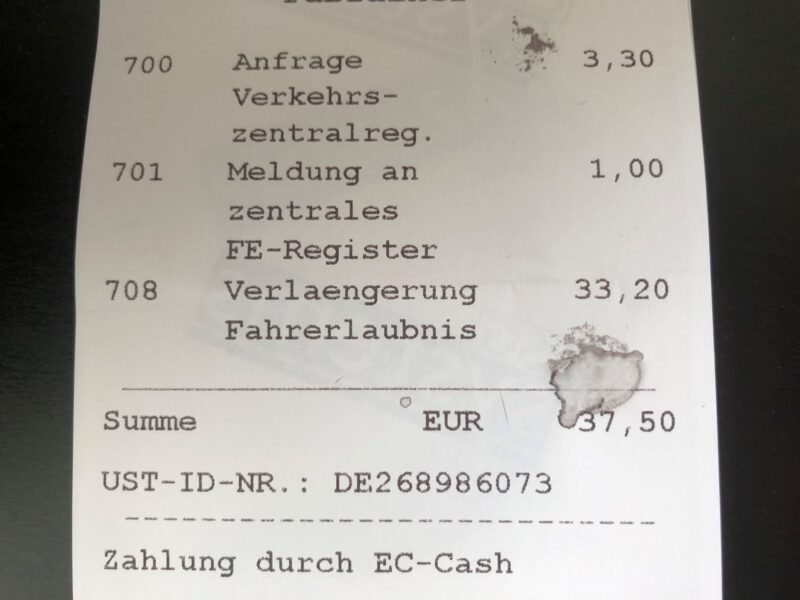 700 Anfrage 3,30
Verkehrs-
zentralreg.
701 Meldung an 1,00
zentrales
FE-Register
708 Verlaengerung 33,20
Fahrerlaubnis
Summe EUR 37,50
UST-ID-NR.: DE268986073
Zahlung durch EC-Cash